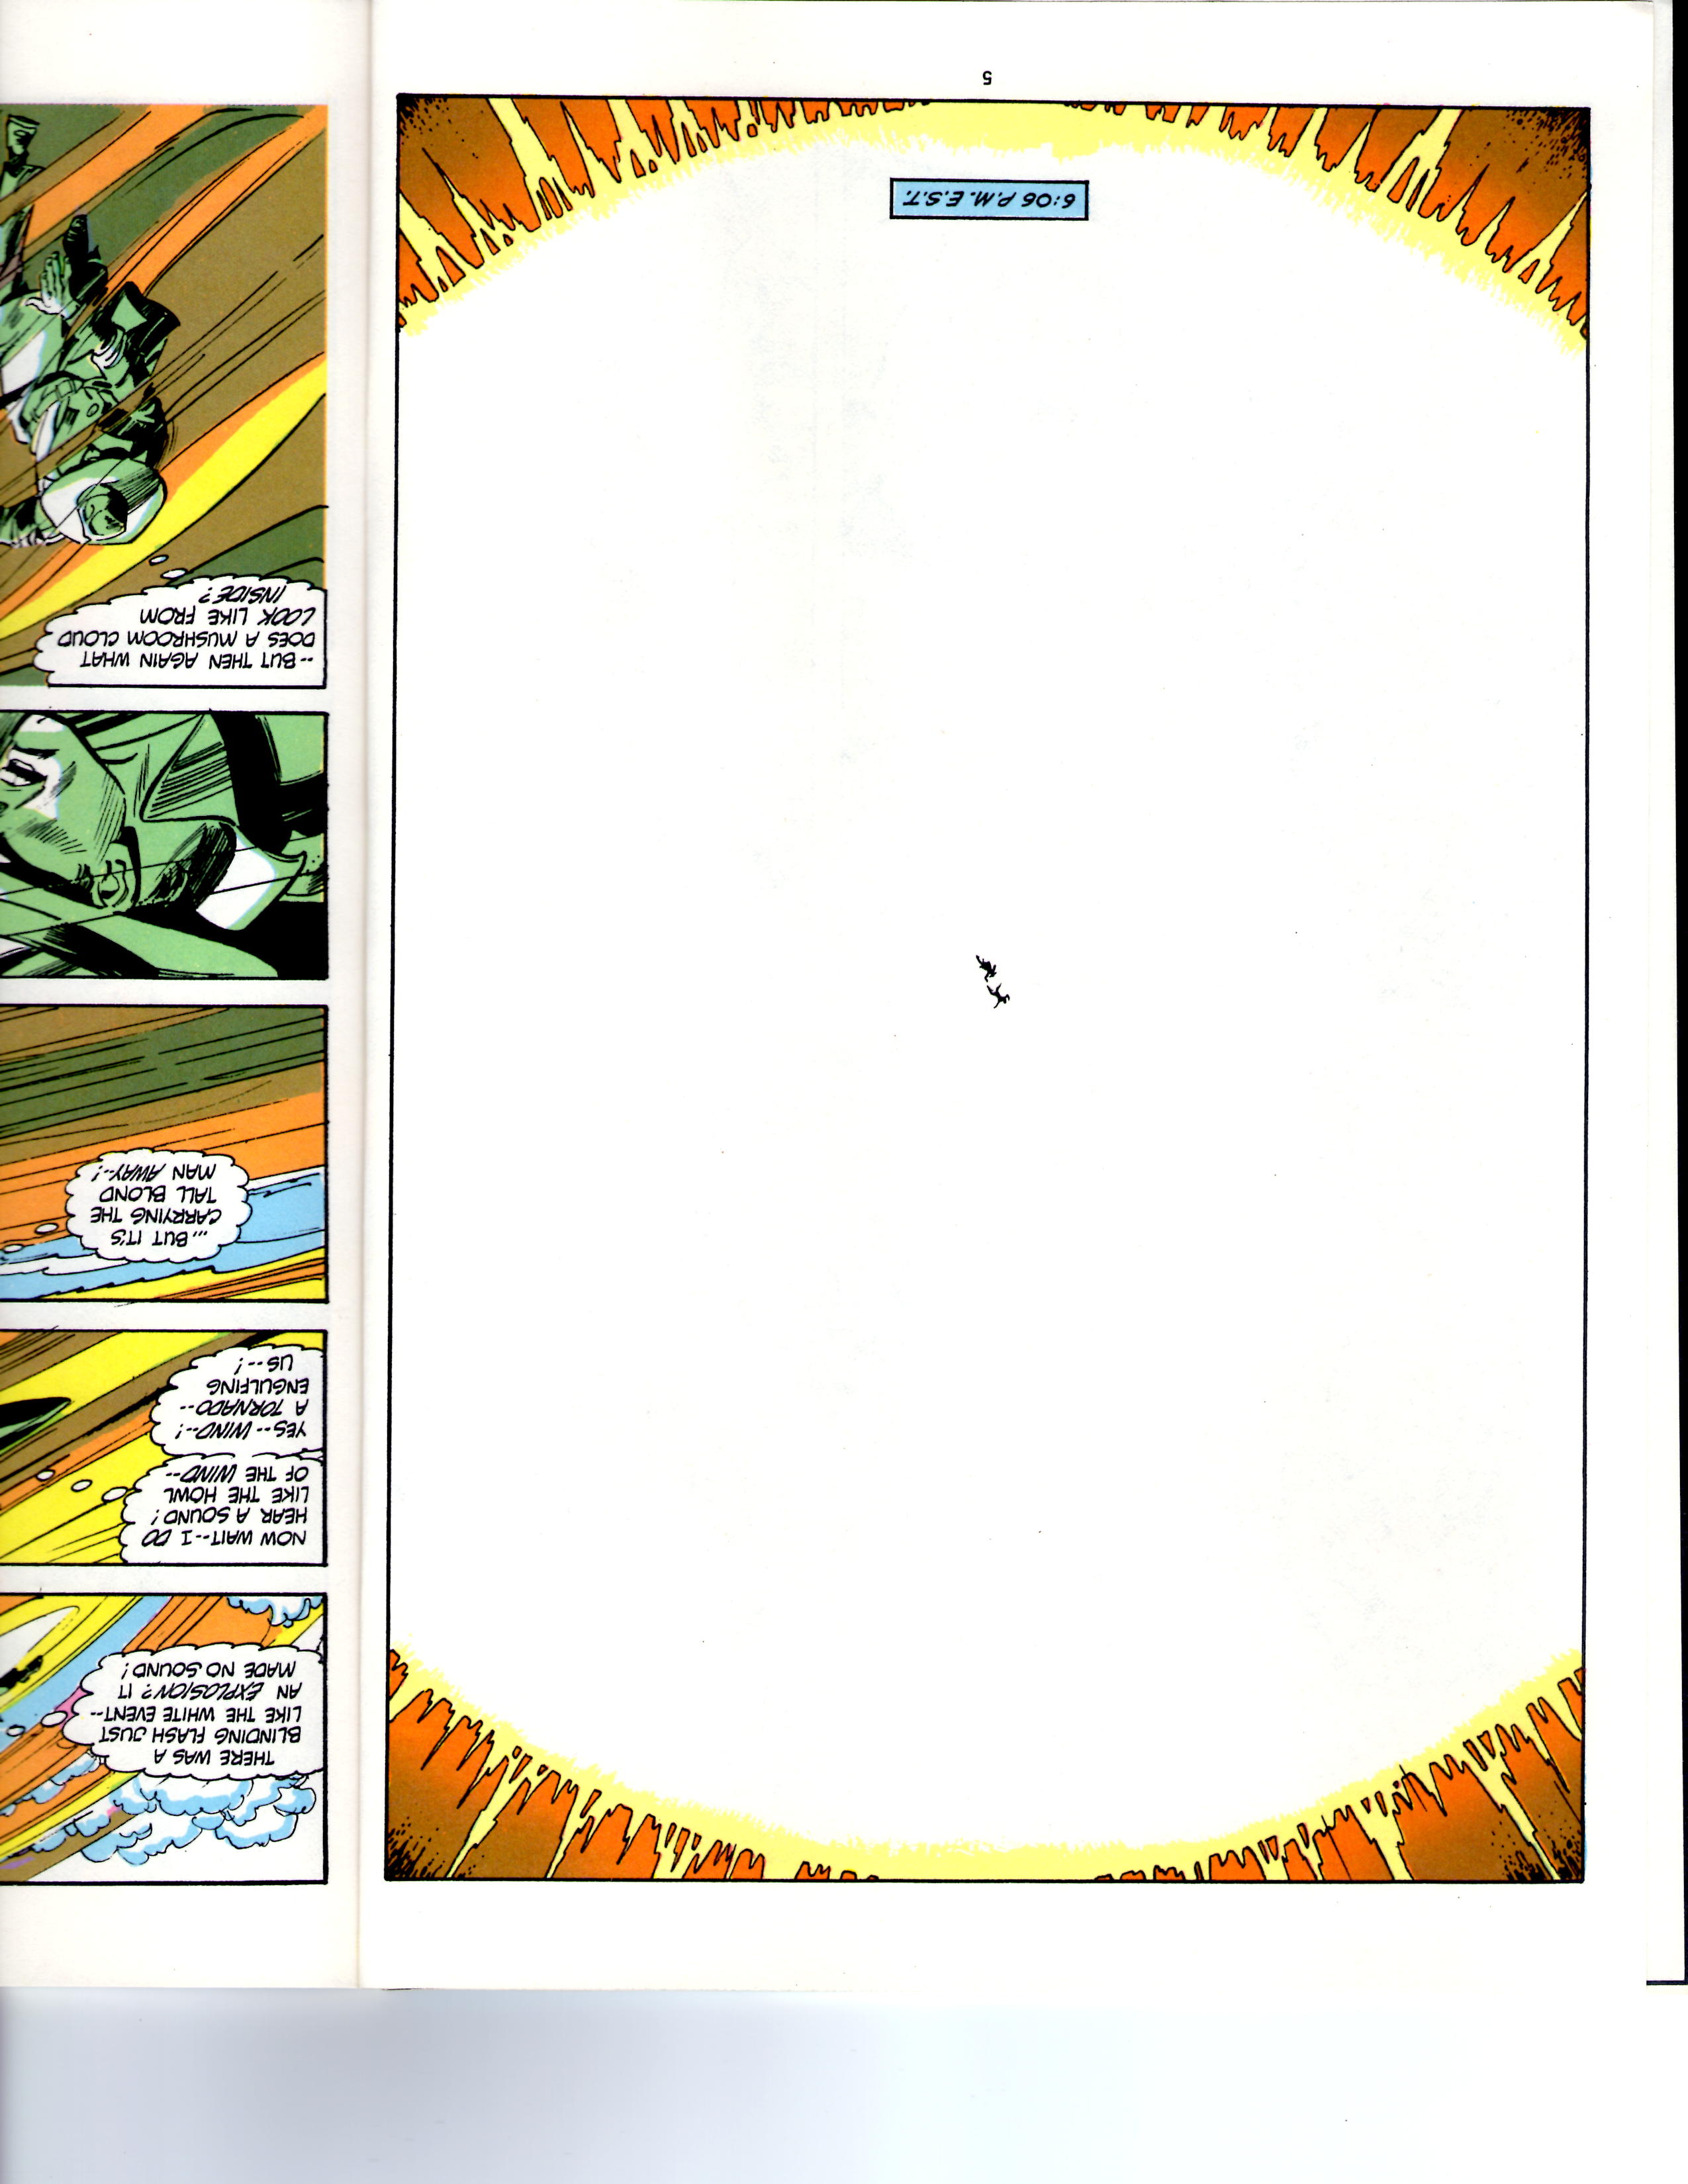 6:06 P.M. E.S.T.
5
THERE WAS A
BLINDING FLASH JUST
LIKE THE WHITE EVENT--
AN EXPLOSION? IT
MADE NO SOUND!
NOW WAIT--I DO
HEAR A SOUND!
LIKE THE HOWL
OF THE WIND--
YES--WIND--!
A TORNADO--
ENGULFING
US--!
...BUT IT'S
CARRYING THE
TALL BLOND
MAN AWAY--!
--BUT THEN AGAIN WHAT
DOES A MUSHROOM CLOUD
LOOK LIKE FROM
INSIDE?